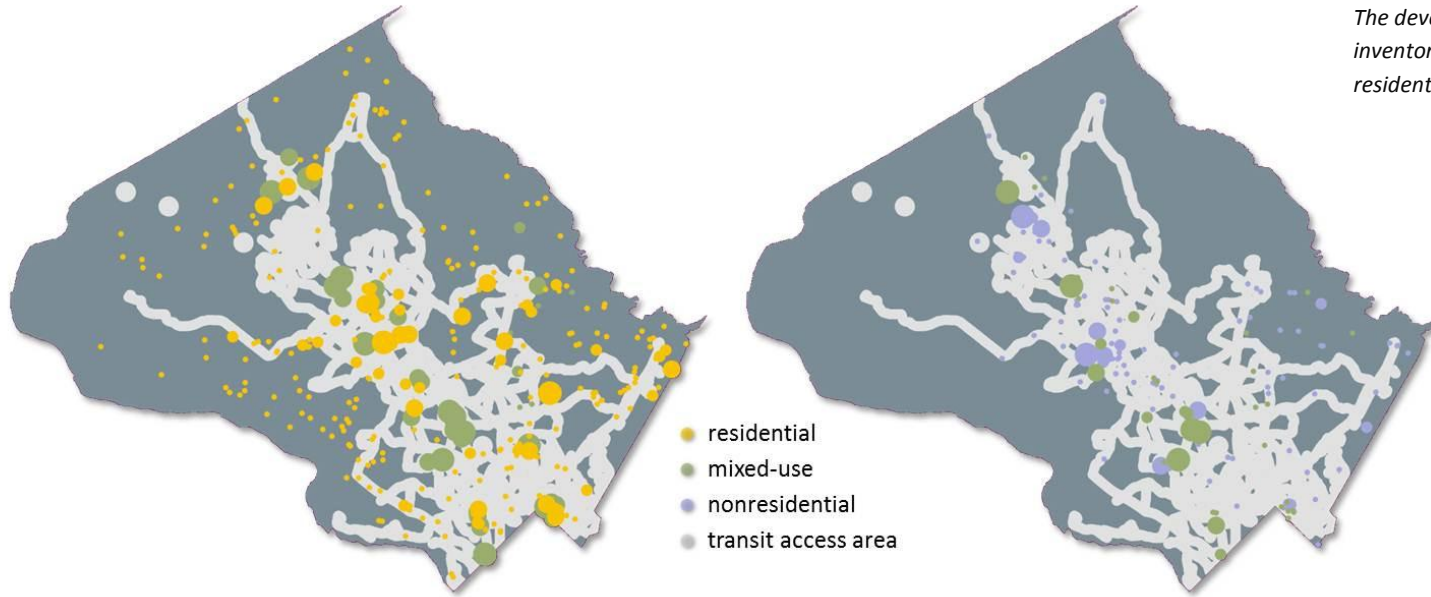 The deve
inventor
resident
residential
mixed-use
nonresidential
transit access area